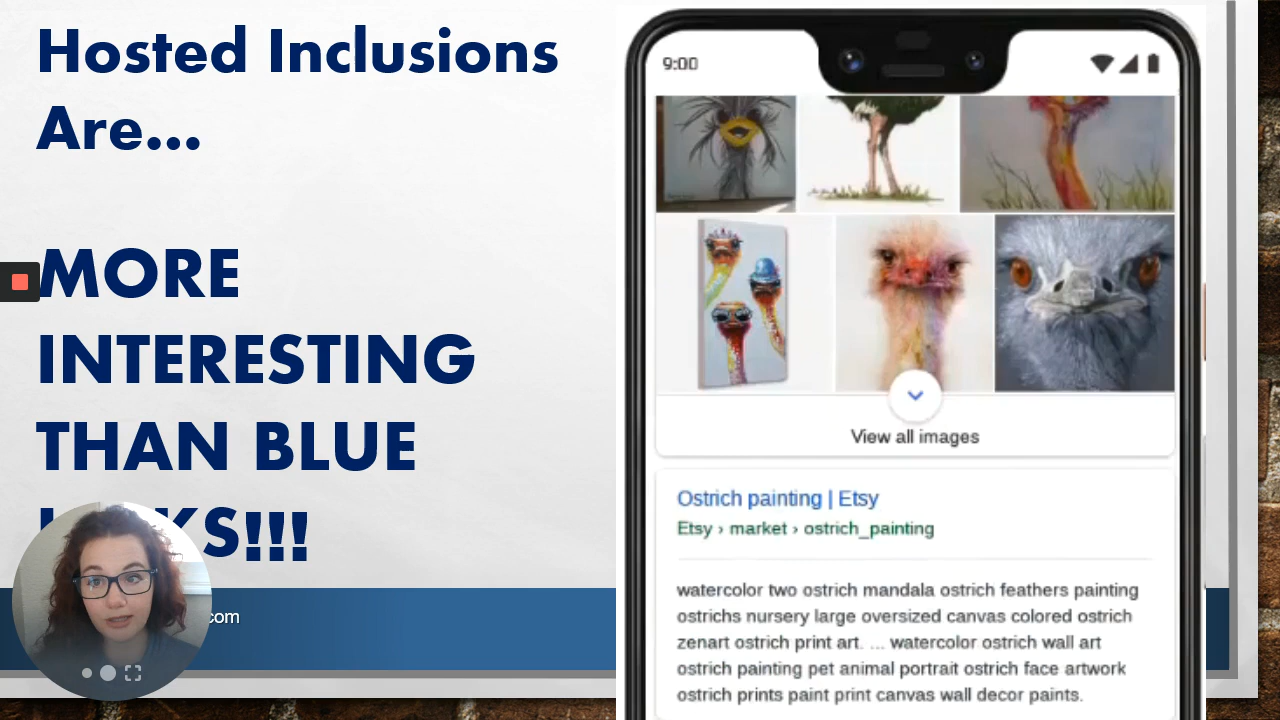 Hosted Inclusions
Are...
MORE
INTERESTING
THAN BLUE
KS!!!
com
9:00
View all images
Ostrich painting | Etsy
Etsy › market › ostrich_painting
watercolor two ostrich mandala ostrich feathers painting
ostrichs nursery large oversized canvas colored ostrich
zenart ostrich print art. ... watercolor ostrich wall art
ostrich painting pet animal portrait ostrich face artwork
ostrich prints paint print canvas wall decor paints.